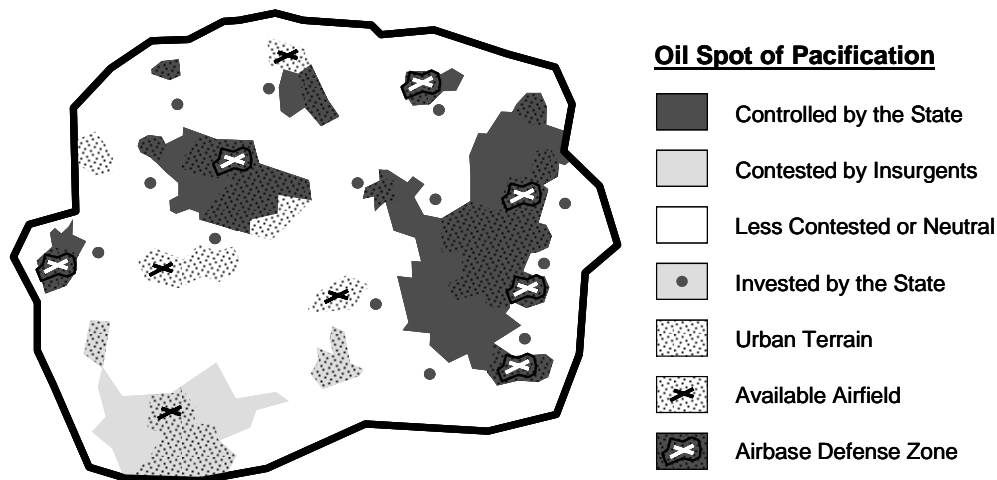 Oil Spot of Pacification
Controlled by the State
Contested by Insurgents
Less Contested or Neutral
Invested by the State
Urban Terrain
Available Airfield
Airbase Defense Zone